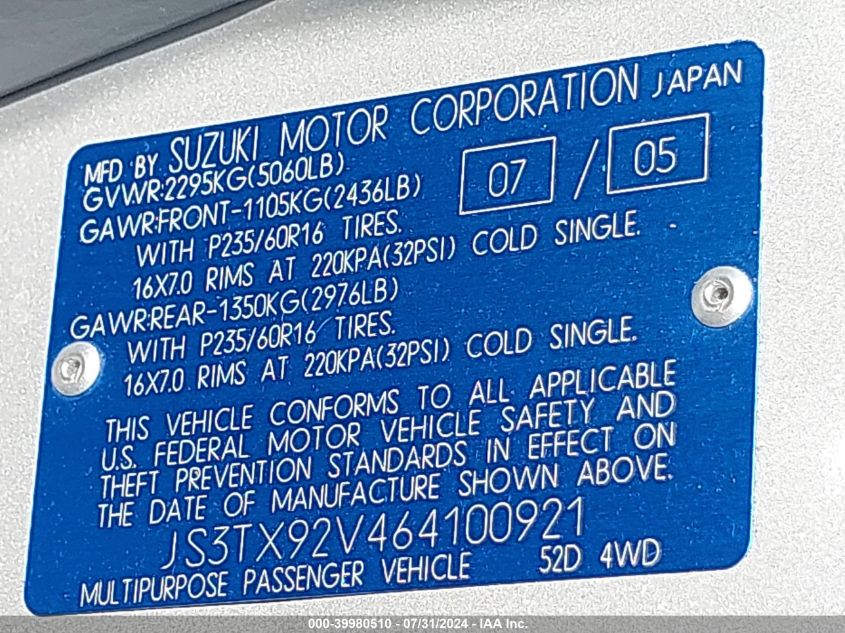 MFD BY SUZUKI MOTOR CORPORATION JAPAN
GVWR:2295KG(5060LB)
07 / 05
GAWR:FRONT-1105KG(2436LB)
WITH P235/60R16 TIRES.
16X7.0 RIMS AT 220KPA(32PSI) COLD SINGLE.
GAWR:REAR-1350KG(2976LB)
WITH P235/60R16 TIRES.
16X7.0 RIMS AT 220KPA(32PSI) COLD SINGLE.
THIS VEHICLE CONFORMS TO ALL APPLICABLE
U.S. FEDERAL MOTOR VEHICLE SAFETY AND
THEFT PREVENTION STANDARDS IN EFFECT ON
THE DATE OF MANUFACTURE SHOWN ABOVE.
JS3TX92V464100921
MULTIPURPOSE PASSENGER VEHICLE 52D 4WD
000-39980510 - 07/31/2024 - IAA, Inc.